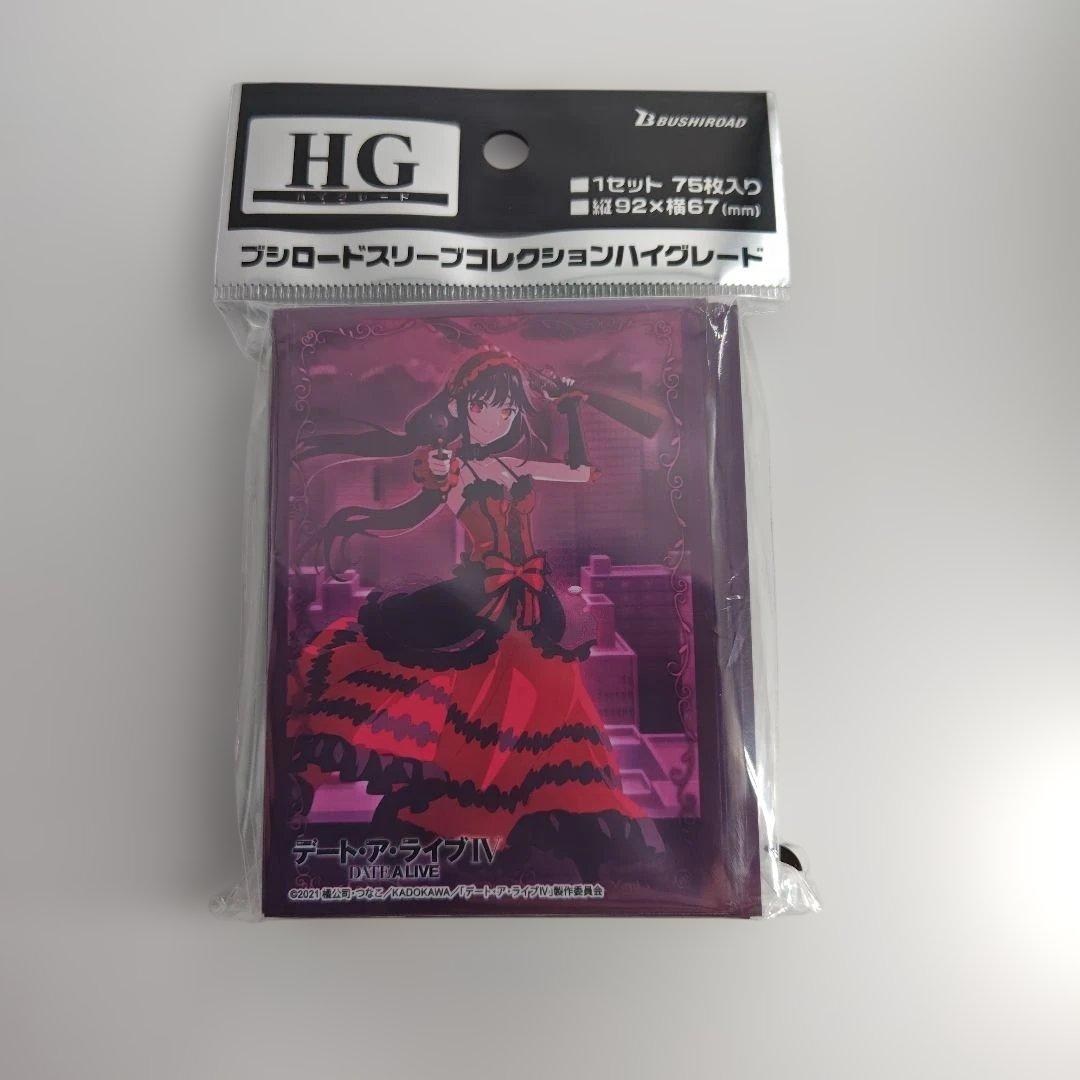 HG
ハイグレード
BUSHIROAD
■1セット 75枚入り
■縦92×横67(mm)
ブシロードスリーブコレクションハイグレード
デート・ア・ライブIV
DATE A LIVE
©2021 橘公司・つなこ／KADOKAWA／「デート・ア・ライブIV」製作委員会